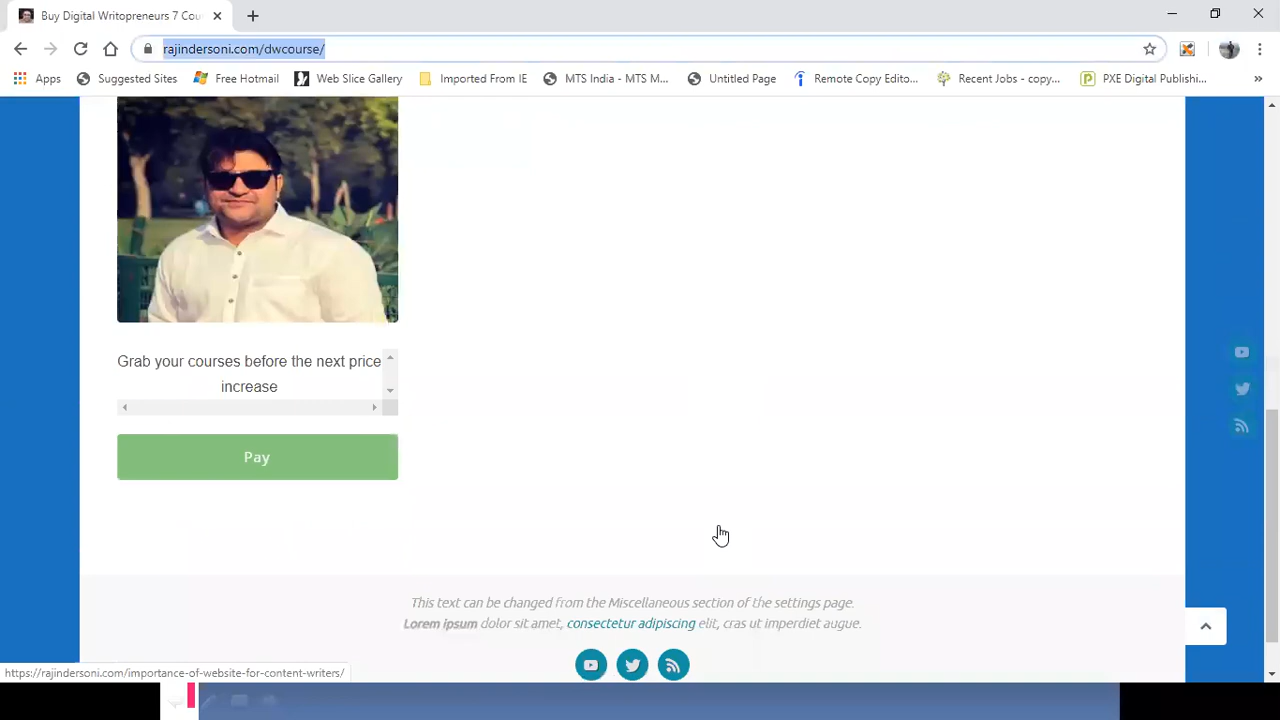 Buy Digital Writopreneurs 7 Cou
rajindersoni.com/dwcourse/
Apps Suggested Sites Free Hotmail Web Slice Gallery Imported From IE MTS India - MTS M... Untitled Page Remote Copy Edito... Recent Jobs - copy... PXE Digital Publishi... »
Grab your courses before the next price
increase
Pay
This text can be changed from the Miscellaneous section of the settings page.
Lorem ipsum dolor sit amet, consectetur adipiscing elit, cras ut imperdiet augue.
https://rajindersoni.com/importance-of-website-for-content-writers/